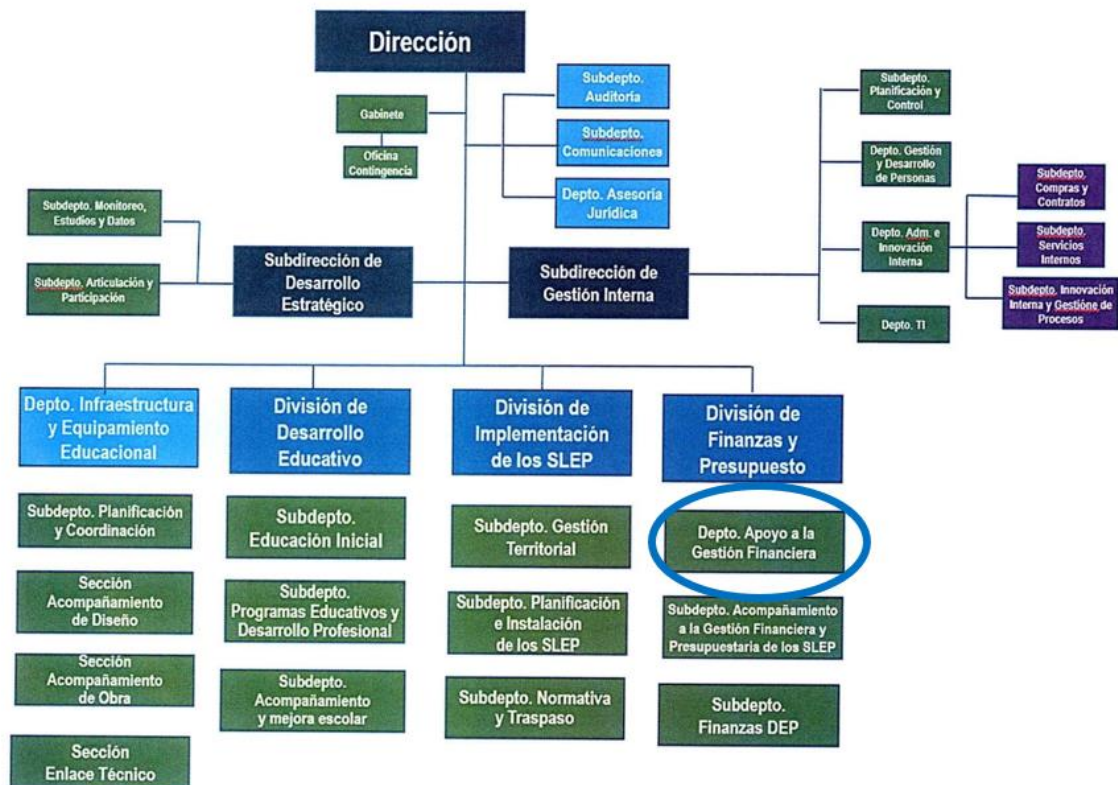 Dirección
Gabinete
Oficina
Contingencia
Subdepto.
Auditoría
Subdepto.
Comunicaciones
Depto. Asesoría
Jurídica
Subdepto. Monitoreo,
Estudios y Datos
Subdepto. Articulación y
Participación
Subdirección de
Desarrollo
Estratégico
Subdirección de
Gestión Interna
Subdepto.
Planificación y
Control
Depto. Gestión
y Desarrollo
de Personas
Depto. Adm. e
Innovación
Interna
Depto. TI
Subdepto.
Compras y
Contratos
Subdepto.
Servicios
Internos
Subdepto. Innovación
Interna y Gestióne de
Procesos
Depto. Infraestructura
y Equipamiento
Educacional
Subdepto. Planificación
y Coordinación
Sección
Acompañamiento
de Diseño
Sección
Acompañamiento
de Obra
Sección
Enlace Técnico
División de
Desarrollo
Educativo
Subdepto.
Educación Inicial
Subdepto.
Programas Educativos y
Desarrollo Profesional
Subdepto.
Acompañamiento
y mejora escolar
División de
Implementación
de los SLEP
Subdepto. Gestión
Territorial
Subdepto. Planificación
e Instalación
de los SLEP
Subdepto. Normativa
y Traspaso
División de
Finanzas y
Presupuesto
Depto. Apoyo a la
Gestión Financiera
Subdepto. Acompañamiento
a la Gestión Financiera y
Presupuestaria de los SLEP
Subdepto.
Finanzas DEP